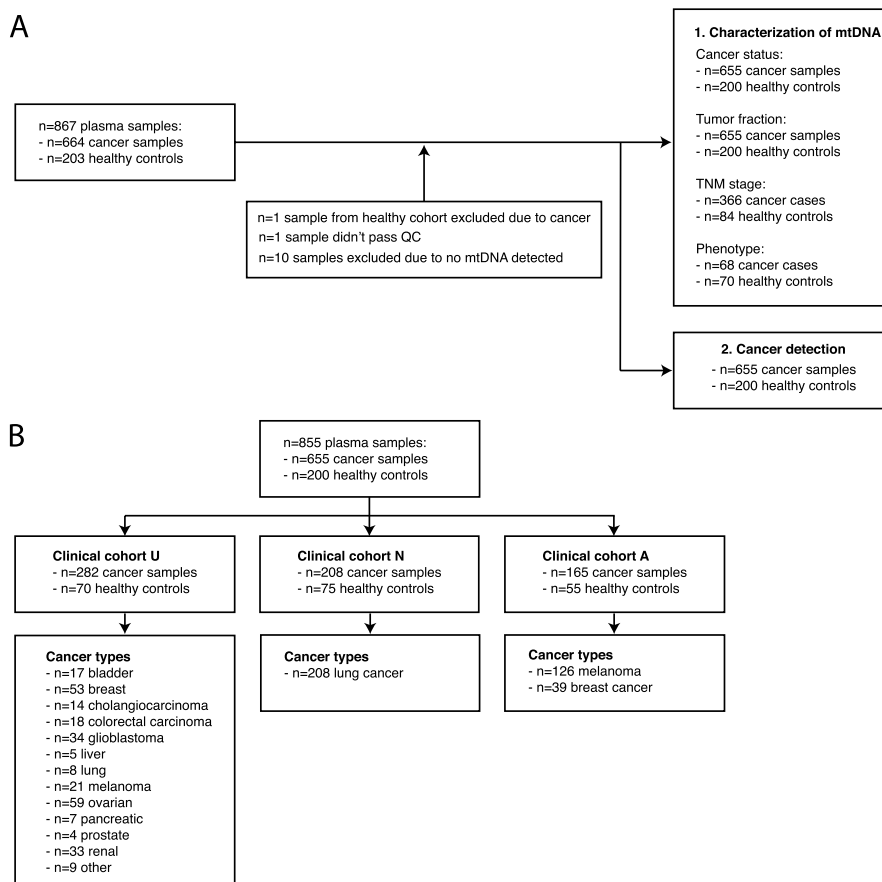 A
n=867 plasma samples:
- n=664 cancer samples
- n=203 healthy controls
n=1 sample from healthy cohort excluded due to cancer
n=1 sample didn't pass QC
n=10 samples excluded due to no mtDNA detected
1. Characterization of mtDNA
Cancer status:
- n=655 cancer samples
- n=200 healthy controls
Tumor fraction:
- n=655 cancer samples
- n=200 healthy controls
TNM stage:
- n=366 cancer cases
- n=84 healthy controls
Phenotype:
- n=68 cancer cases
- n=70 healthy controls
2. Cancer detection
- n=655 cancer samples
- n=200 healthy controls
B
n=855 plasma samples:
- n=655 cancer samples
- n=200 healthy controls
Clinical cohort U
- n=282 cancer samples
- n=70 healthy controls
Clinical cohort N
- n=208 cancer samples
- n=75 healthy controls
Clinical cohort A
- n=165 cancer samples
- n=55 healthy controls
Cancer types
- n=17 bladder
- n=53 breast
- n=14 cholangiocarcinoma
- n=18 colorectal carcinoma
- n=34 glioblastoma
- n=5 liver
- n=8 lung
- n=21 melanoma
- n=59 ovarian
- n=7 pancreatic
- n=4 prostate
- n=33 renal
- n=9 other
Cancer types
- n=208 lung cancer
Cancer types
- n=126 melanoma
- n=39 breast cancer